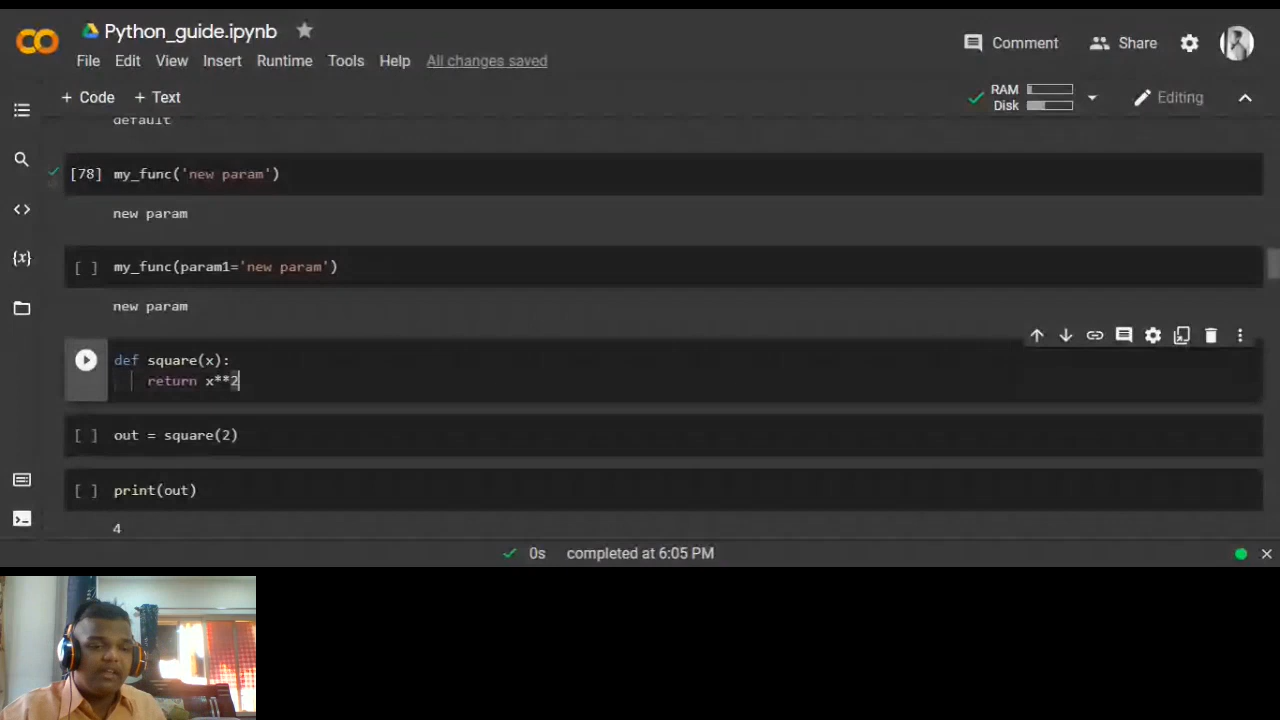 Python_guide.ipynb
Comment
Share
File Edit View Insert Runtime Tools Help All changes saved
+ Code + Text
RAM
Disk
Editing
default
[78] my_func('new param')
new param
[ ] my_func(param1='new param')
new param
def square(x):
return x**2
[ ] out = square(2)
[ ] print(out)
4
0s completed at 6:05 PM